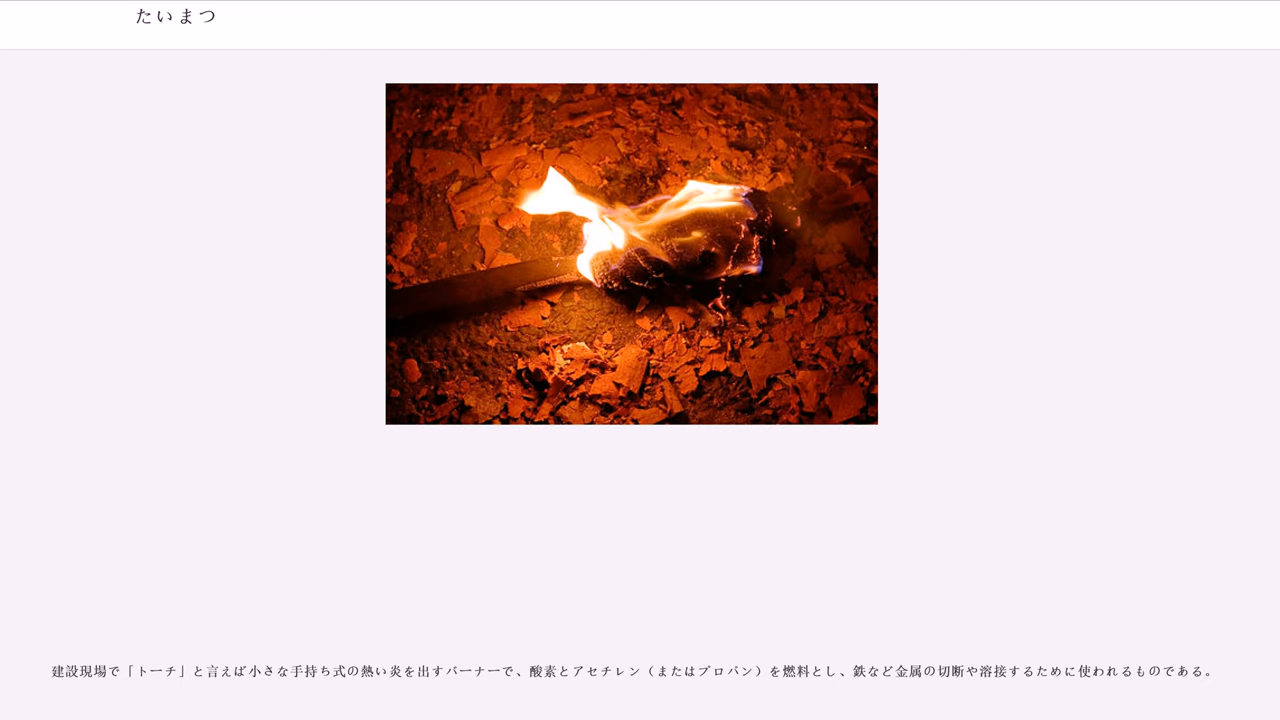 たいまつ
建設現場で「トーチ」と言えば小さな手持ち式の熱い炎を出すバーナーで、酸素とアセチレン（またはプロパン）を燃料とし、鉄など金属の切断や溶接するために使われるものである。